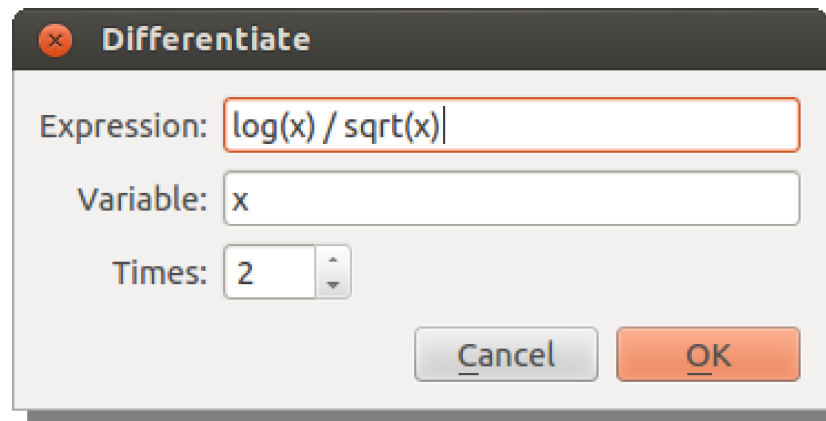 Differentiate
Expression: log(x) / sqrt(x)
Variable: x
Times: 2
Cancel OK